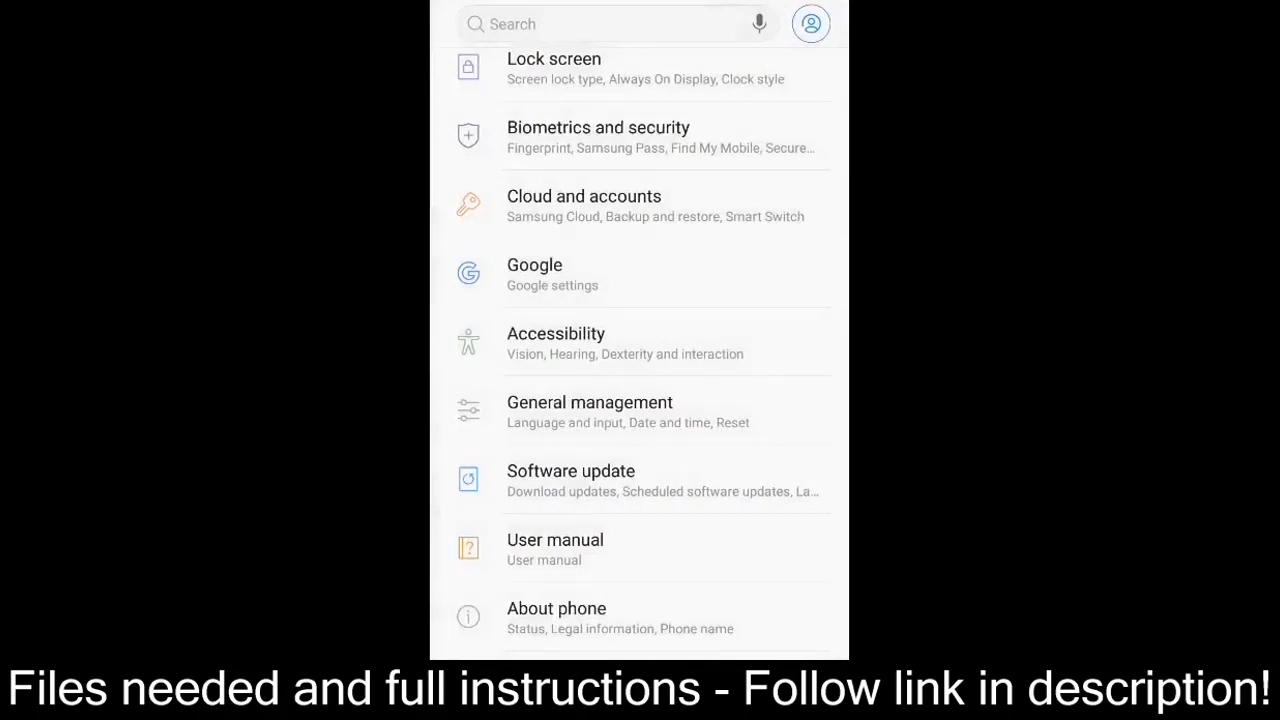 Search
Lock screen
Screen lock type, Always On Display, Clock style
Biometrics and security
Fingerprint, Samsung Pass, Find My Mobile, Secure...
Cloud and accounts
Samsung Cloud, Backup and restore, Smart Switch
Google
Google settings
Accessibility
Vision, Hearing, Dexterity and interaction
General management
Language and input, Date and time, Reset
Software update
Download updates, Scheduled software updates, La...
User manual
User manual
About phone
Status, Legal information, Phone name
Files needed and full instructions - Follow link in description!